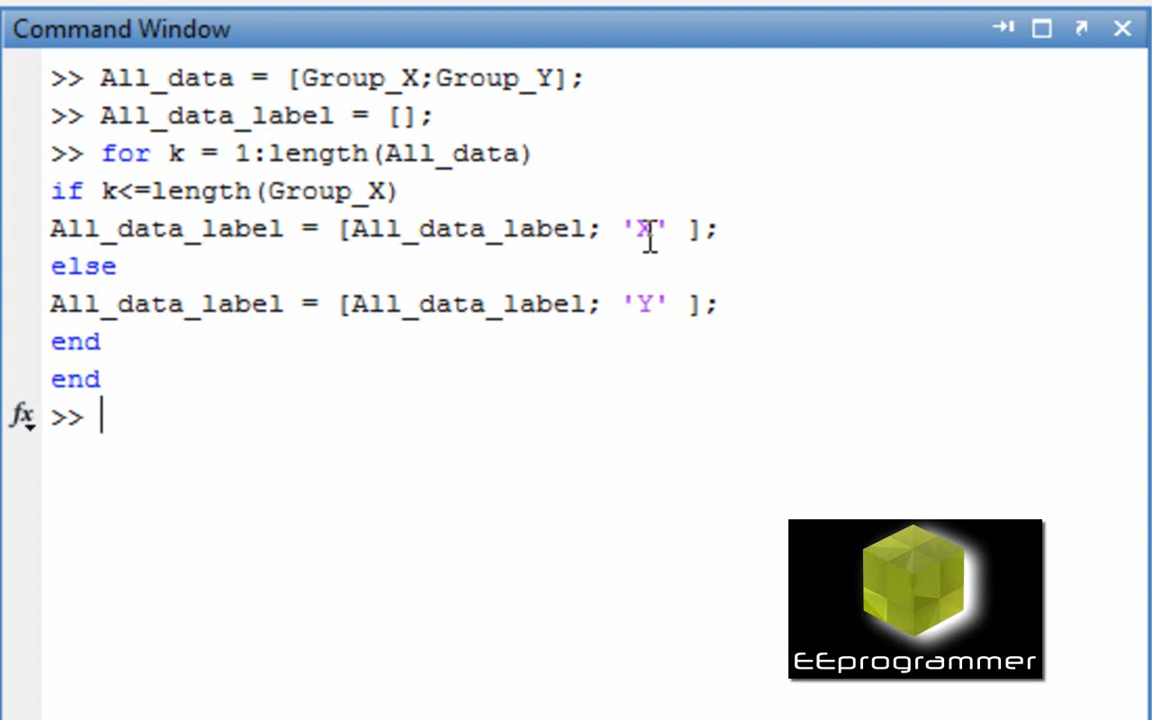 Command Window
>> All_data = [Group_X;Group_Y];
>> All_data_label = [];
>> for k = 1:length(All_data)
if k<=length(Group_X)
All_data_label = [All_data_label; 'X' ];
else
All_data_label = [All_data_label; 'Y' ];
end
end
fx >>
EEprogrammer